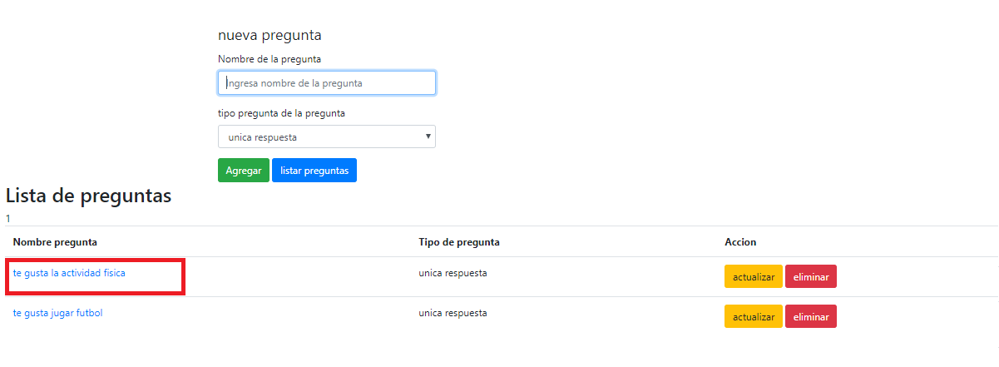 nueva pregunta
Nombre de la pregunta
Ingresa nombre de la pregunta
tipo pregunta de la pregunta
unica respuesta
Agregar listar preguntas
Lista de preguntas
1
Nombre pregunta Tipo de pregunta Accion
te gusta la actividad fisica unica respuesta actualizar eliminar
te gusta jugar futbol unica respuesta actualizar eliminar